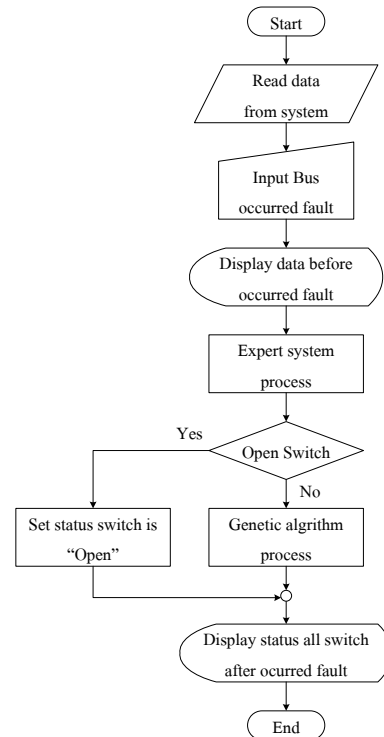 Start
Read data
from system
Input Bus
occurred fault
Display data before
occurred fault
Expert system
process
Yes
Open Switch
No
Set status switch is
“Open”
Genetic algrithm
process
Display status all switch
after ocurred fault
End